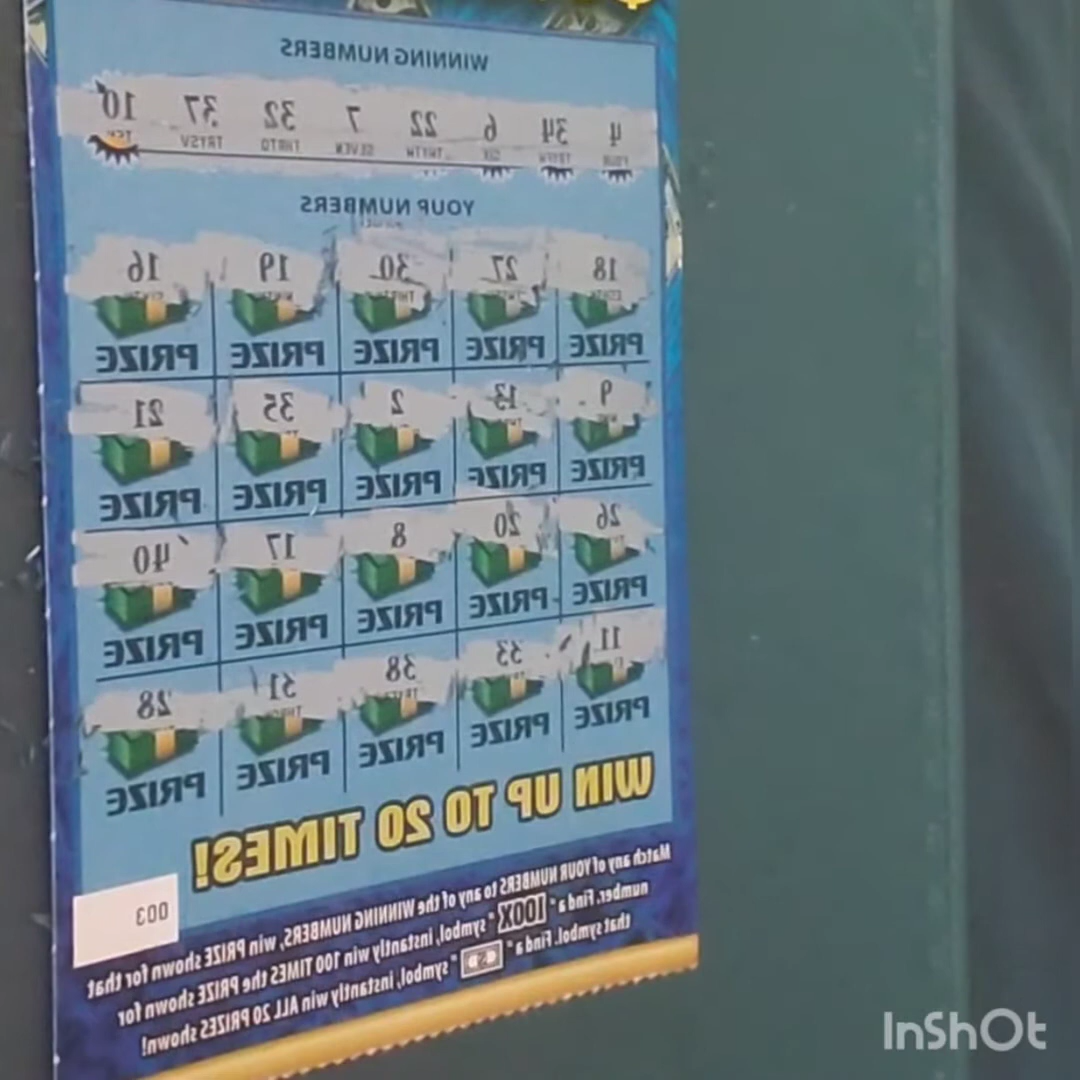 WINNING NUMBERS
4 34 6 22 7 32 37 10
FOUR SIX SEVEN TEN
YOUR NUMBERS
18 27 30 19 16
PRIZE PRIZE PRIZE PRIZE PRIZE
9 13 2 35 21
PRIZE PRIZE PRIZE PRIZE PRIZE
26 20 8 17 40
PRIZE PRIZE PRIZE PRIZE PRIZE
11 33 38 31 28
PRIZE PRIZE PRIZE PRIZE PRIZE
WIN UP TO 20 TIMES!
003
Match any of YOUR NUMBERS to any of the WINNING NUMBERS, win PRIZE shown for that
number. Find a "100X" symbol, instantly win 100 TIMES the PRIZE shown for
that symbol. Find a " " symbol, instantly win ALL 20 PRIZES shown!
InShOt